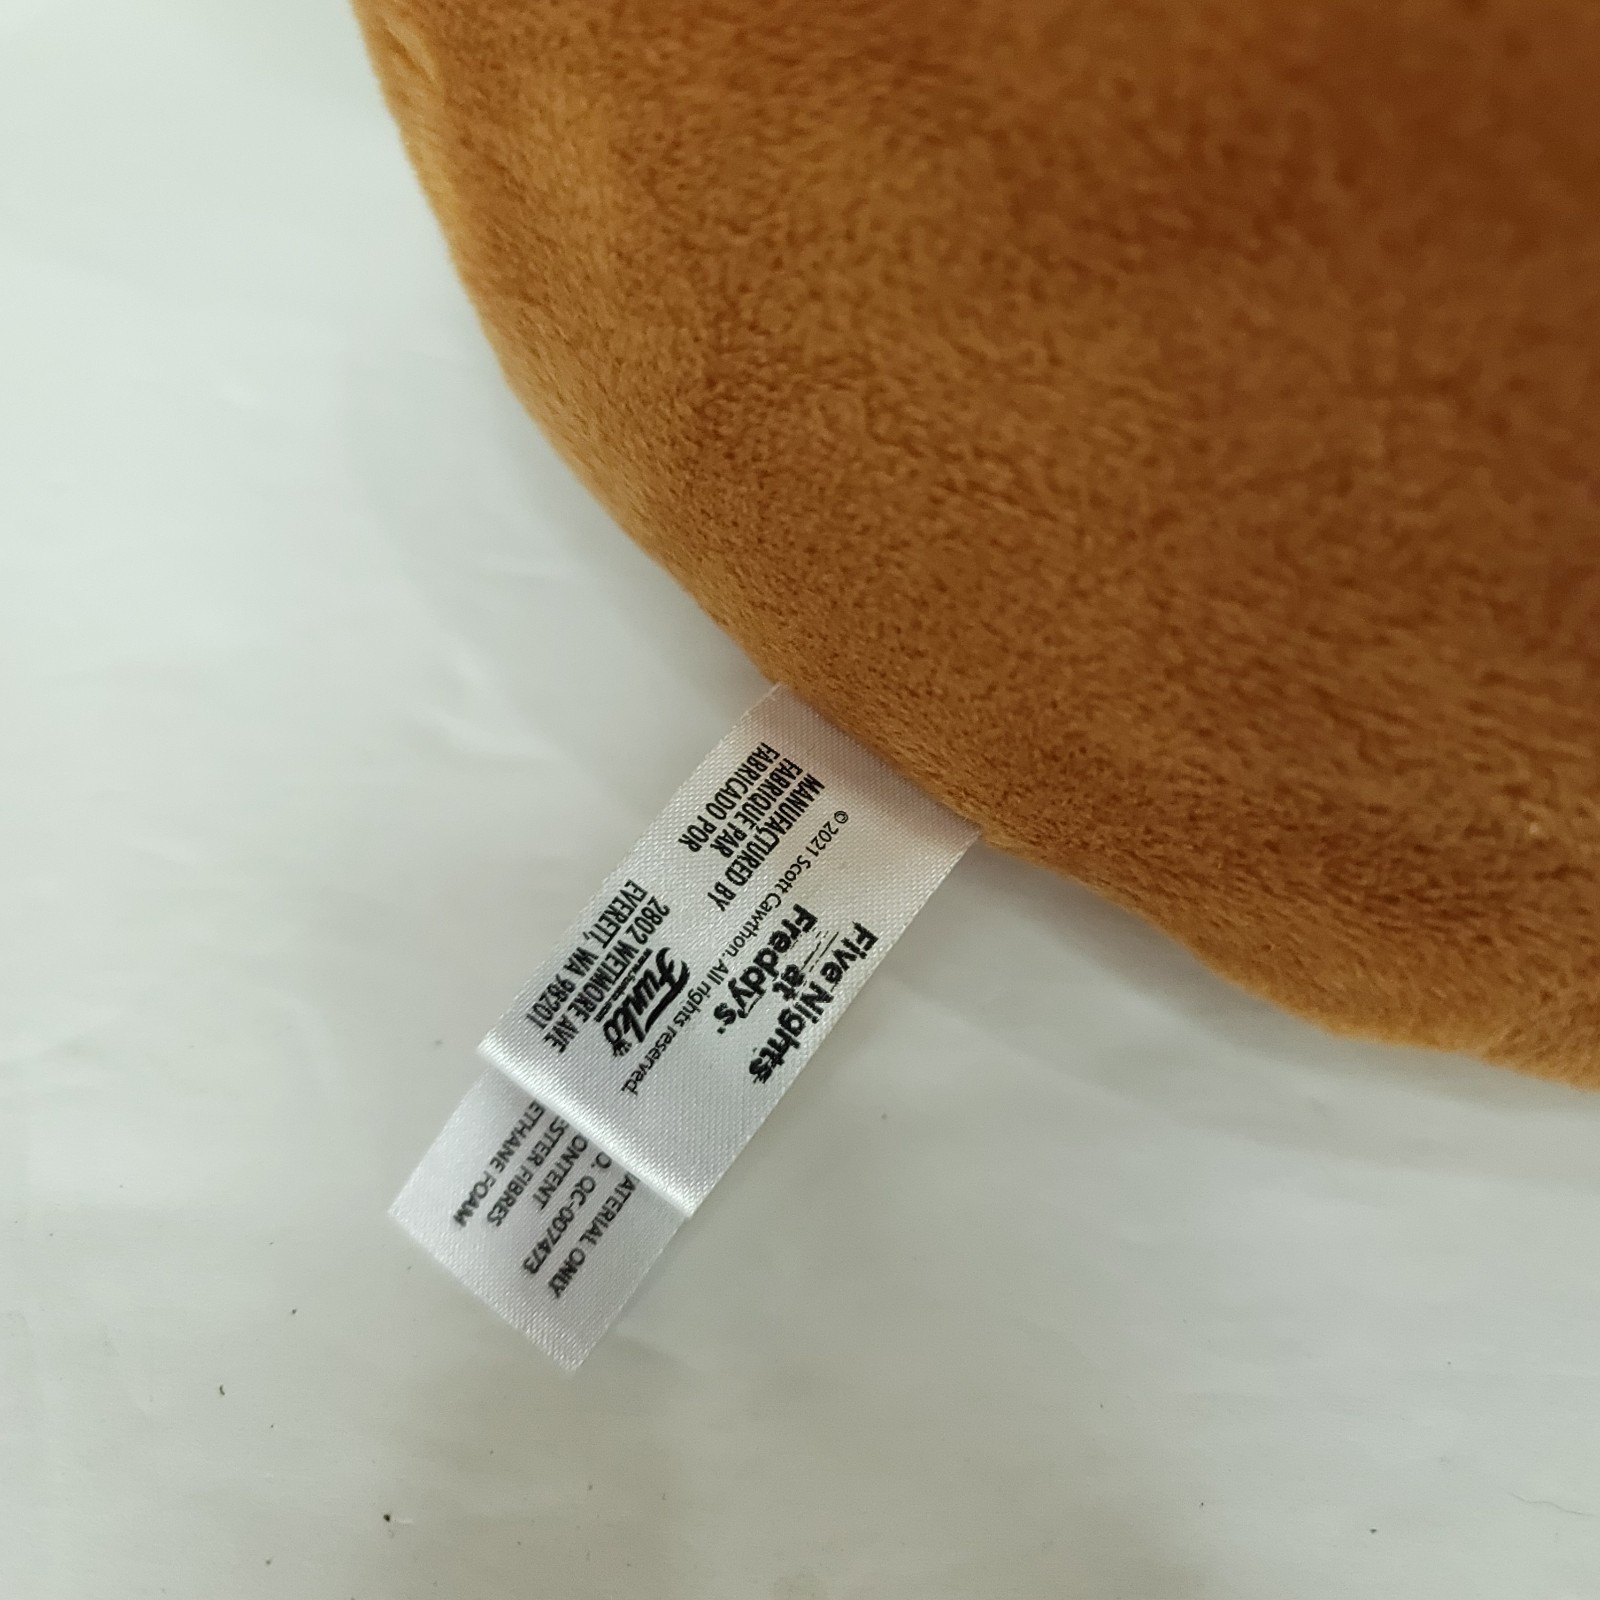 Five Nights
at
Freddy's
© 2021 Scott Cawthon. All rights reserved.
MANUFACTURED BY
FABRIQUÉ PAR
FABRICADO POR
Funko
2802 WETMORE AVE
EVERETT, WA 98201
ATERIAL ONLY
O. QC-007473
ONTENT
ESTER FIBRES
ETHANE FOAM